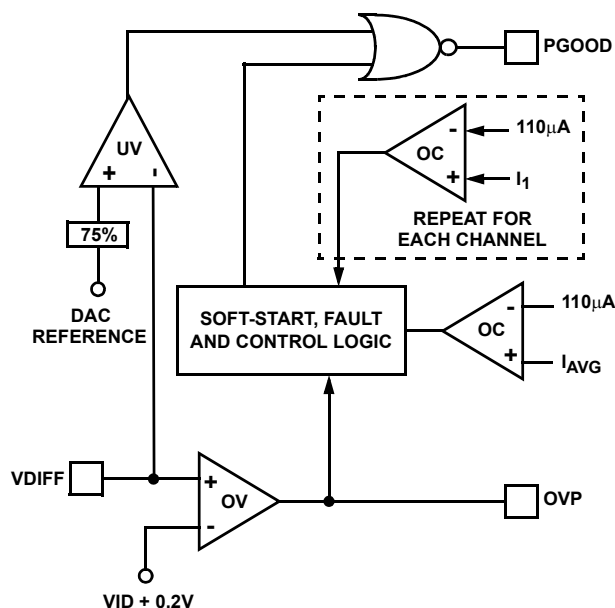 PGOOD
110µA
-
OC
+
I1
REPEAT FOR
EACH CHANNEL
UV
+ -
75%
DAC
REFERENCE
SOFT-START, FAULT
AND CONTROL LOGIC
110µA
-
OC
+
IAVG
VDIFF
+
OV
-
OVP
VID + 0.2V